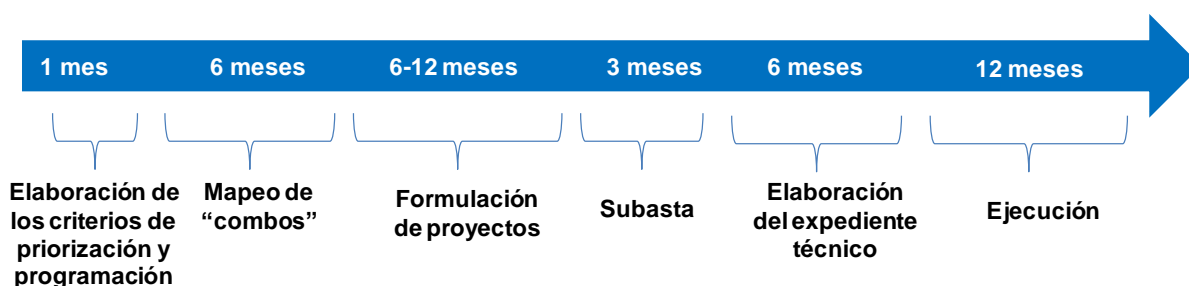 1 mes 6 meses 6-12 meses 3 meses 6 meses 12 meses
Elaboración de
los criterios de
priorización y
programación
Mapeo de
“combos”
Formulación
de proyectos
Subasta
Elaboración
del expediente
técnico
Ejecución